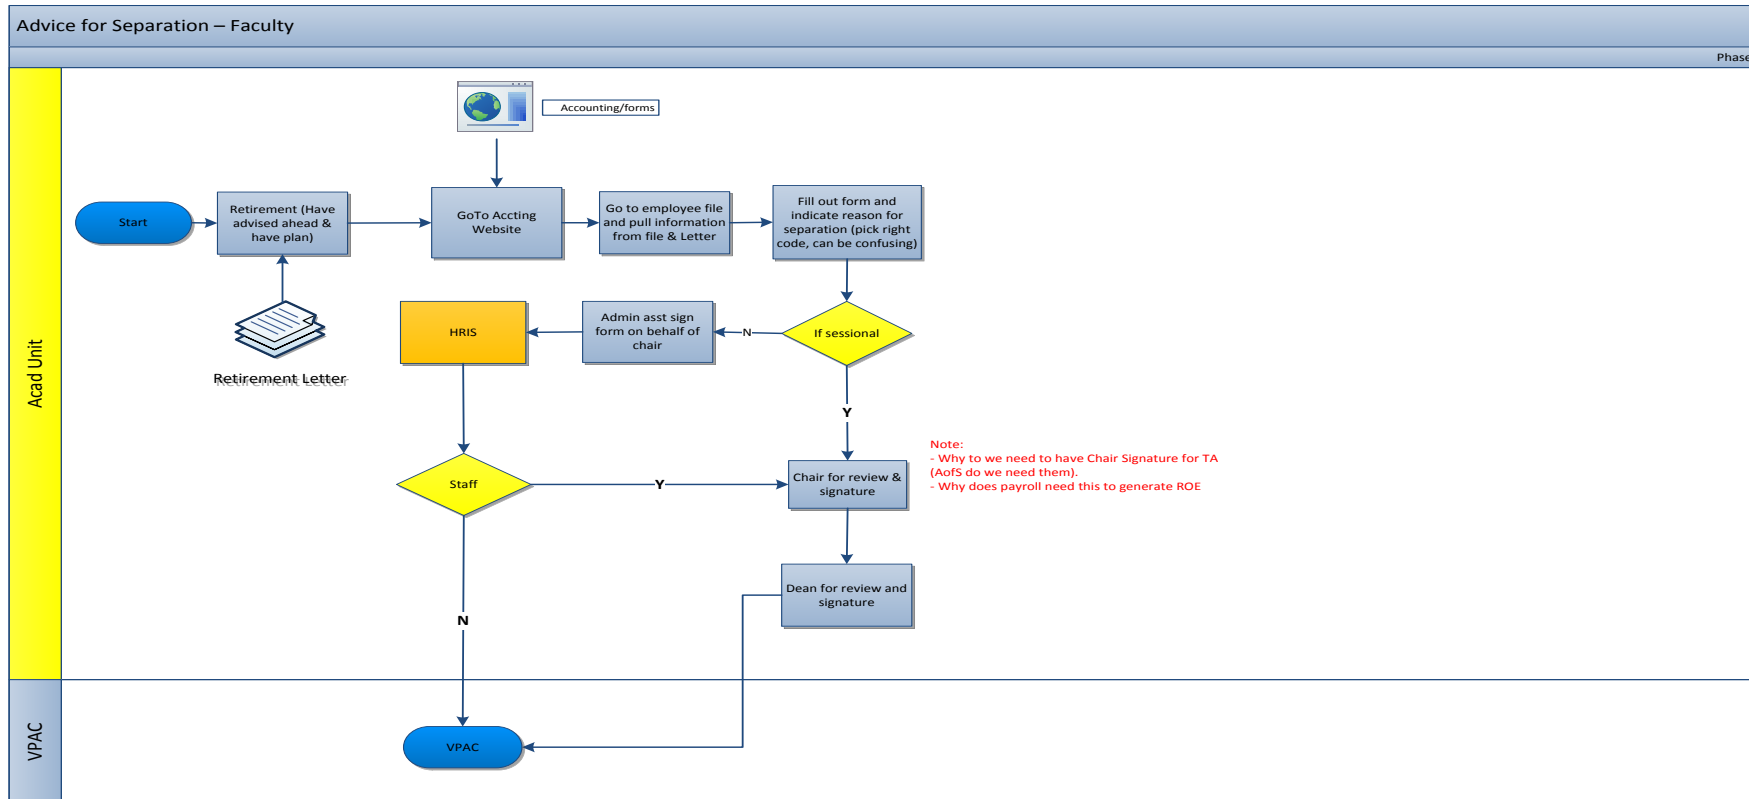 Advice for Separation – Faculty
Phase
Acad Unit
Accounting/forms
Start
Retirement (Have
advised ahead &
have plan)
GoTo Accting
Website
Go to employee file
and pull information
from file & Letter
Fill out form and
indicate reason for
separation (pick right
code, can be confusing)
Retirement Letter
HRIS
Admin asst sign
form on behalf of
chair
N
If sessional
Y
Staff
Y
Chair for review &
signature
Note:
- Why to we need to have Chair Signature for TA
(AofS do we need them).
- Why does payroll need this to generate ROE
N
Dean for review and
signature
VPAC
VPAC